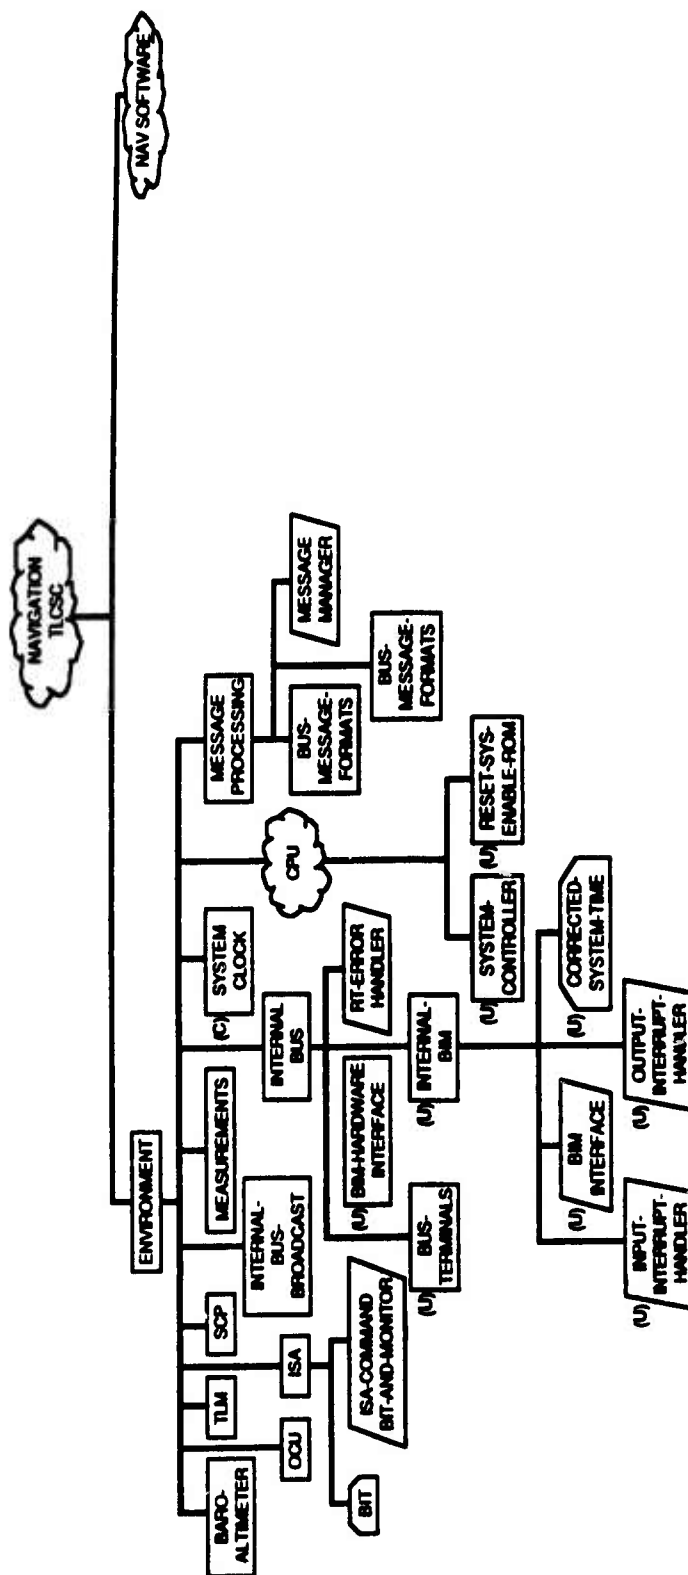 NAVIGATION
TLCSC
NAV SOFTWARE
ENVIRONMENT
BARO-
ALTIMETER
OCU
TLM
ISA
SCP
INTERNAL-
BUS-
BROADCAST
MEASUREMENTS
INTERNAL
BUS
(C)
SYSTEM
CLOCK
CPU
MESSAGE
PROCESSING
BIT
ISA-COMMAND
BIT-AND-MONITOR
(U)
BUS-
TERMINALS
(U)
BIM-HARDWARE
INTERFACE
(U)
INTERNAL-
BIM
RT-ERROR
HANDLER
(U)
SYSTEM-
CONTROLLER
(U)
RESET-SYS-
ENABLE-ROM
BUS-
MESSAGE-
FORMATS
BUS-
MESSAGE-
FORMATS
MESSAGE
MANAGER
(U)
INPUT-
INTERRUPT-
HANDLER
(U)
BIM
INTERFACE
(U)
OUTPUT-
INTERRUPT-
HANDLER
(U)
CORRECTED-
SYSTEM-TIME